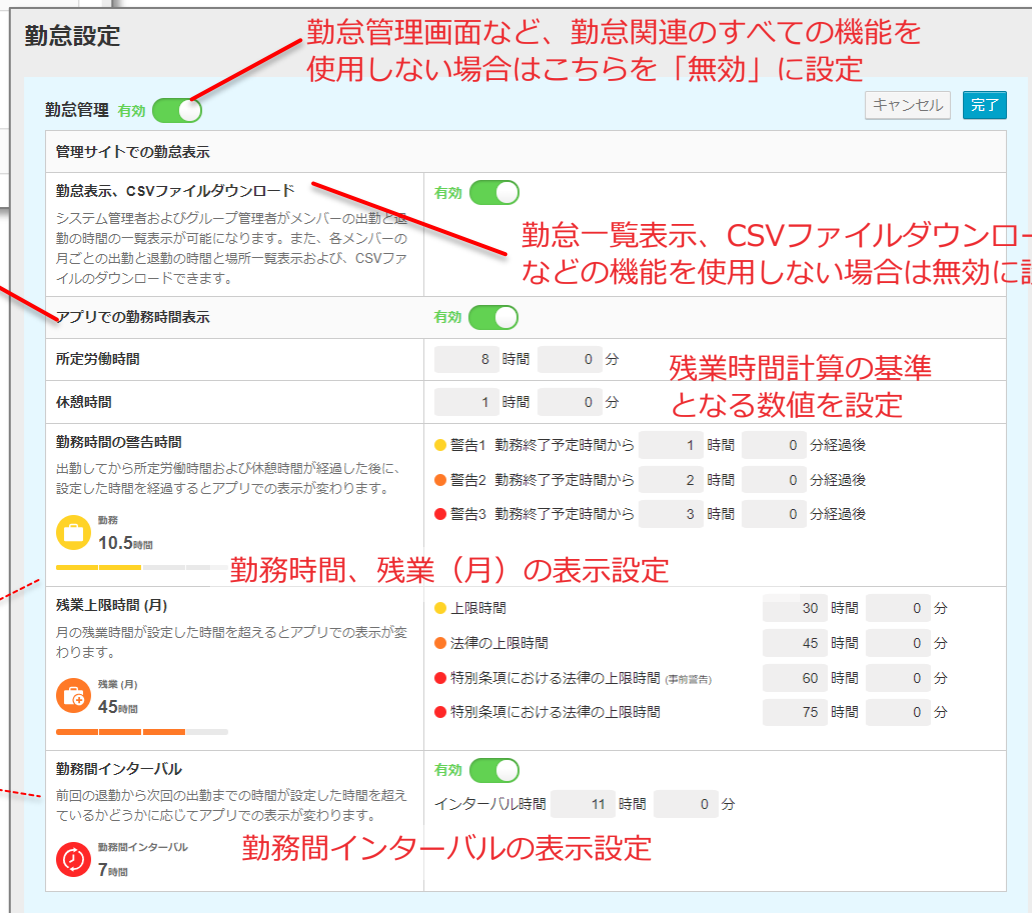 勤怠設定
勤怠管理画面など、勤怠関連のすべての機能を
使用しない場合はこちらを「無効」に設定
勤怠管理 有効
キャンセル 完了
管理サイトでの勤怠表示
勤怠表示、CSVファイルダウンロード
有効
システム管理者およびグループ管理者がメンバーの出勤と退
勤の時間の一覧表示が可能になります。また、各メンバーの
月ごとの出勤と退勤の時間と場所一覧表示および、CSVファ
イルのダウンロードできます。
勤怠一覧表示、CSVファイルダウンロー
などの機能を使用しない場合は無効に設
アプリでの勤務時間表示
有効
所定労働時間
8 時間 0 分
休憩時間
1 時間 0 分
残業時間計算の基準
となる数値を設定
勤務時間の警告時間
出勤してから所定労働時間および休憩時間が経過した後に、
設定した時間を経過するとアプリでの表示が変わります。
勤務
10.5時間
警告1 勤務終了予定時間から 1 時間 0 分経過後
警告2 勤務終了予定時間から 2 時間 0 分経過後
警告3 勤務終了予定時間から 3 時間 0 分経過後
勤務時間、残業（月）の表示設定
残業上限時間 (月)
月の残業時間が設定した時間を超えるとアプリでの表示が変
わります。
残業 (月)
45時間
上限時間 30 時間 0 分
法律の上限時間 45 時間 0 分
特別条項における法律の上限時間 (事前警告) 60 時間 0 分
特別条項における法律の上限時間 75 時間 0 分
勤務間インターバル
有効
前回の退勤から次回の出勤までの時間が設定した時間を超え
ているかどうかに応じてアプリでの表示が変わります。
インターバル時間 11 時間 0 分
勤務間インターバル
7時間
勤務間インターバルの表示設定